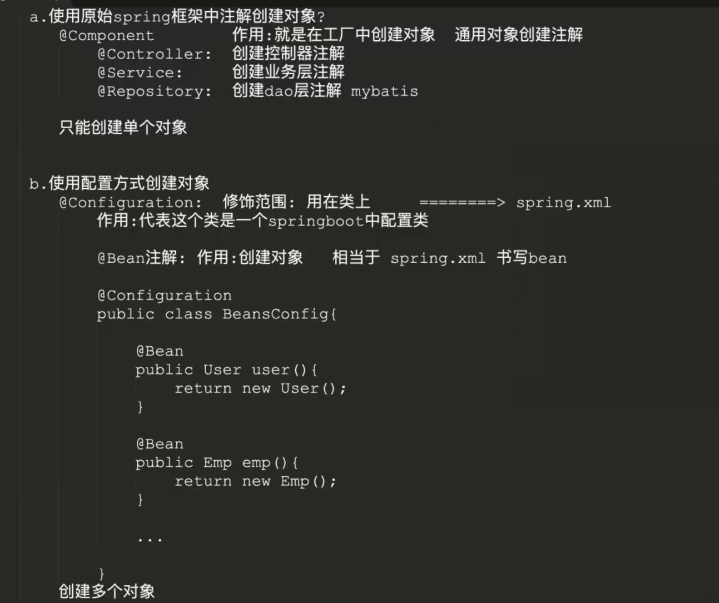 a.使用原始spring框架中注解创建对象?
@Component 作用:就是在工厂中创建对象 通用对象创建注解
@Controller: 创建控制器注解
@Service: 创建业务层注解
@Repository: 创建dao层注解 mybatis
只能创建单个对象
b.使用配置方式创建对象
@Configuration: 修饰范围: 用在类上 ========> spring.xml
作用:代表这个类是一个springboot中配置类
@Bean注解: 作用:创建对象 相当于 spring.xml 书写bean
@Configuration
public class BeansConfig{
@Bean
public User user(){
return new User();
}
@Bean
public Emp emp(){
return new Emp();
}
...
}
创建多个对象